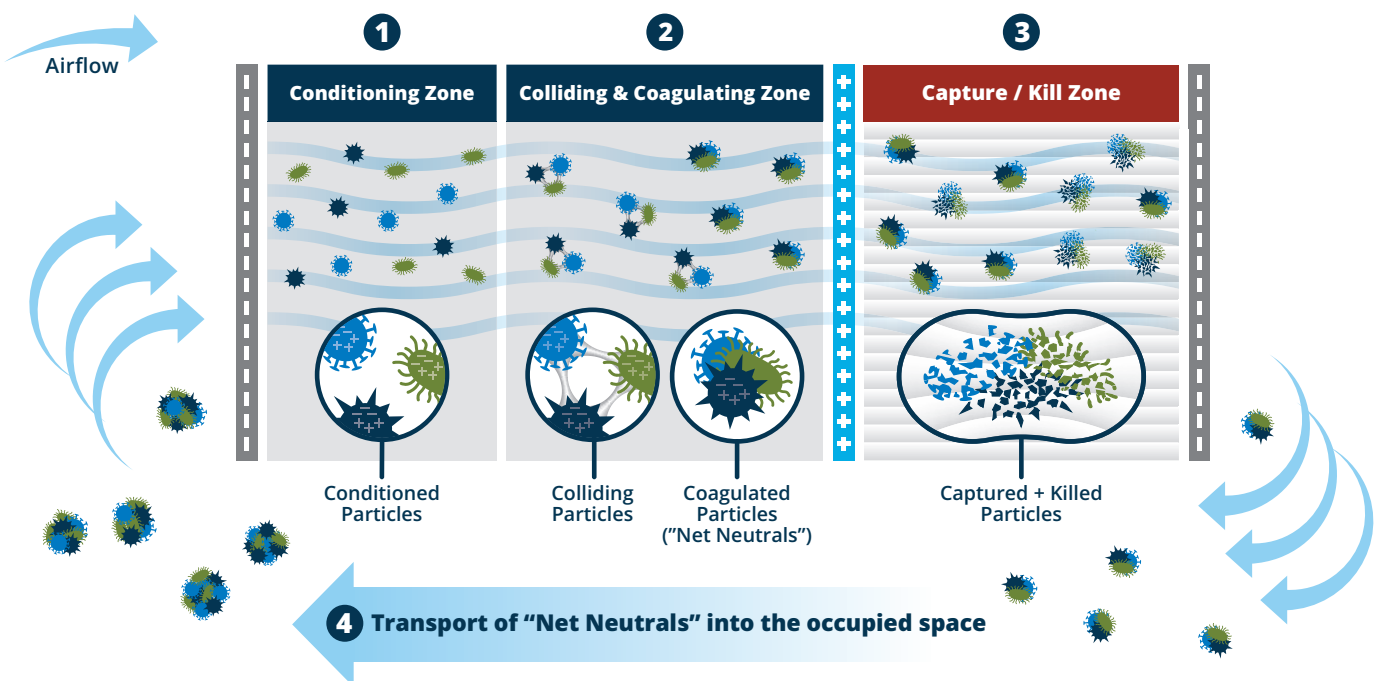 Airflow
1
2
3
Conditioning Zone
Colliding & Coagulating Zone
Capture / Kill Zone
Conditioned
Particles
Colliding
Particles
Coagulated
Particles
(”Net Neutrals”)
Captured + Killed
Particles
4 Transport of “Net Neutrals” into the occupied space